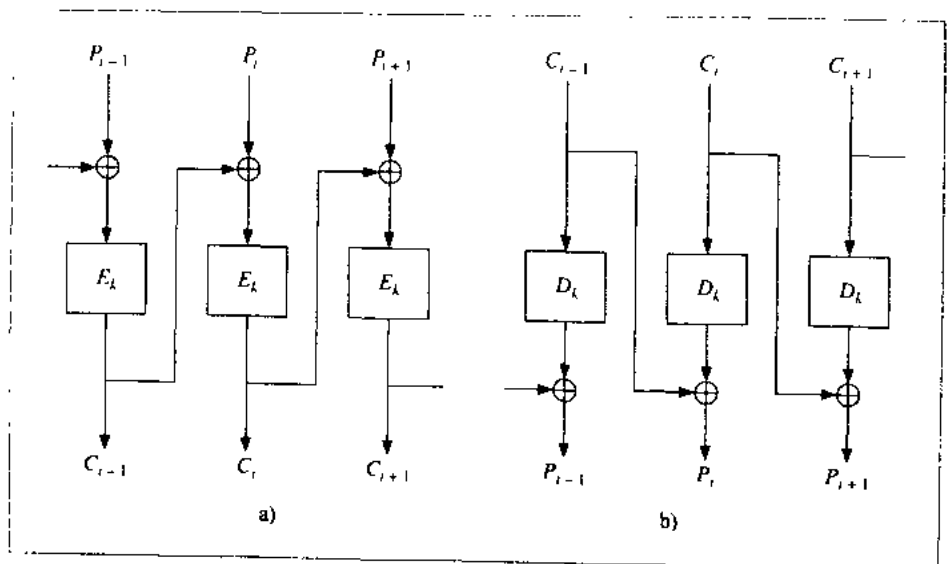 P_{i-1} P_i P_{i+1}
E_k E_k E_k
C_{i-1} C_i C_{i+1}
a)
C_{i-1} C_i C_{i+1}
D_k D_k D_k
P_{i-1} P_i P_{i+1}
b)